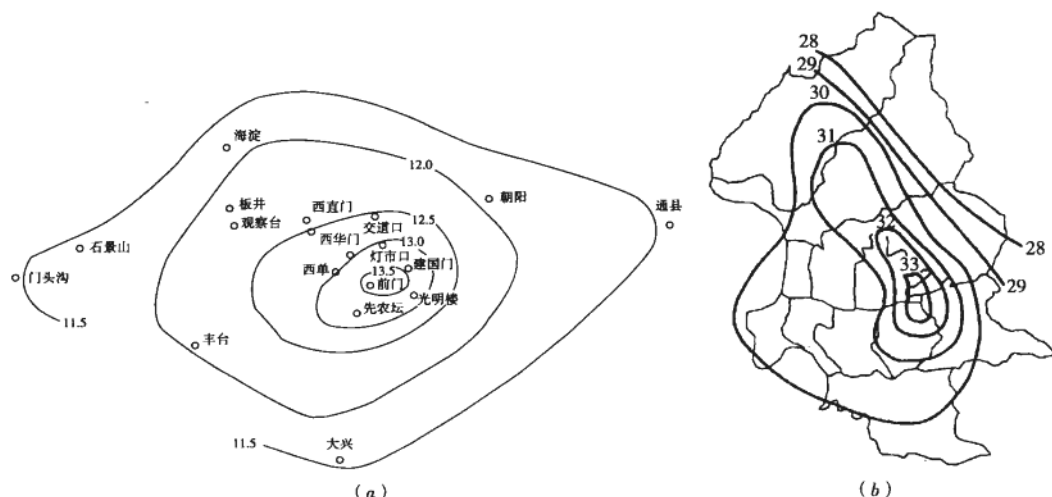 海淀
12.0
板井
观察台
西直门
交道口
12.5
朝阳
通县
石景山
西华门
灯市口
13.0
门头沟
西单
13.5
建国门
前门
光明楼
先农坛
11.5
丰台
11.5
大兴
(a)
28
29
30
31
32
33
28
29
(b)